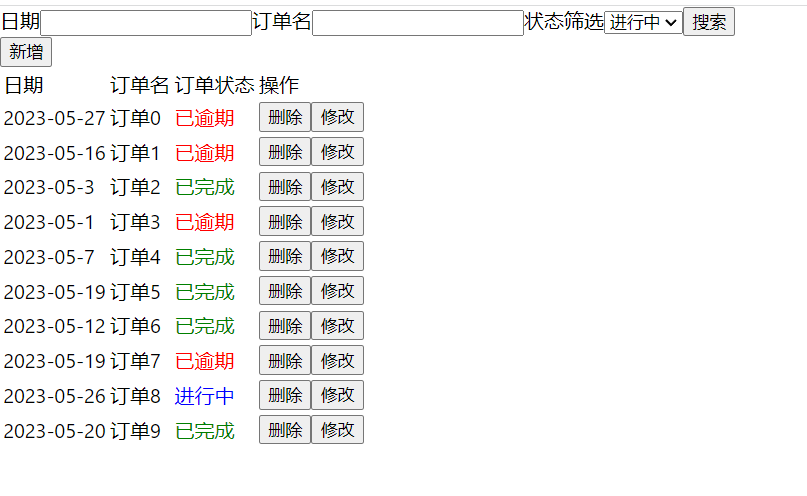 日期 订单名 状态筛选 进行中 搜索
新增
日期 订单名 订单状态 操作
2023-05-27 订单0 已逾期 删除 修改
2023-05-16 订单1 已逾期 删除 修改
2023-05-3 订单2 已完成 删除 修改
2023-05-1 订单3 已逾期 删除 修改
2023-05-7 订单4 已完成 删除 修改
2023-05-19 订单5 已完成 删除 修改
2023-05-12 订单6 已完成 删除 修改
2023-05-19 订单7 已逾期 删除 修改
2023-05-26 订单8 进行中 删除 修改
2023-05-20 订单9 已完成 删除 修改